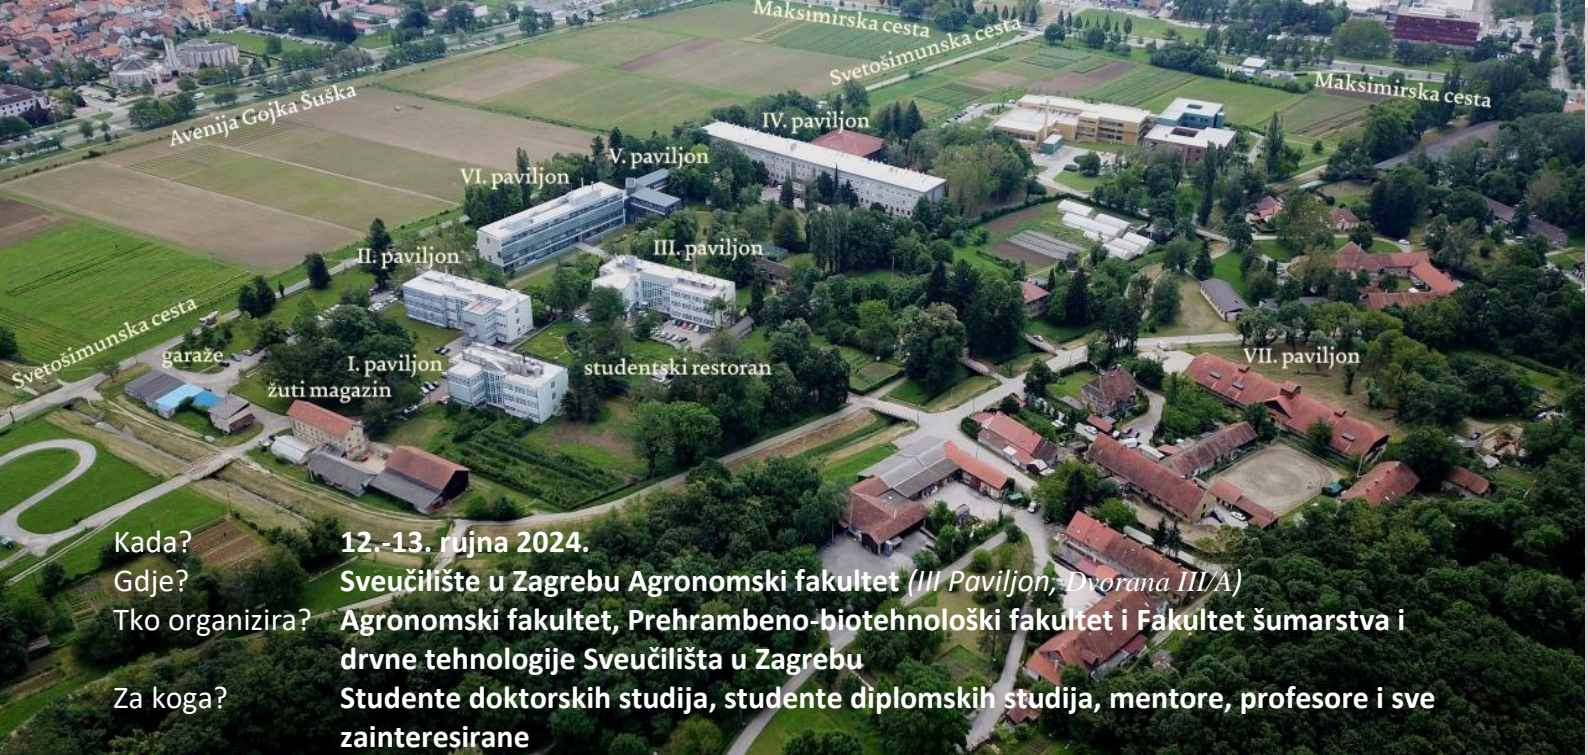 Maksimirska cesta
Svetošimunska cesta
Maksimirska cesta
Avenija Gojka Šuška
IV. paviljon
V. paviljon
VI. paviljon
III. paviljon
II. paviljon
Svetošimunska cesta
garaže
I. paviljon
studentski restoran
VII. paviljon
žuti magazin
Kada? 12.-13. rujna 2024.
Gdje? Sveučilište u Zagrebu Agronomski fakultet (III Paviljon, Dvorana III/A)
Tko organizira? Agronomski fakultet, Prehrambeno-biotehnološki fakultet i Fakultet šumarstva i
drvne tehnologije Sveučilišta u Zagrebu
Za koga? Studente doktorskih studija, studente diplomskih studija, mentore, profesore i sve
zainteresirane